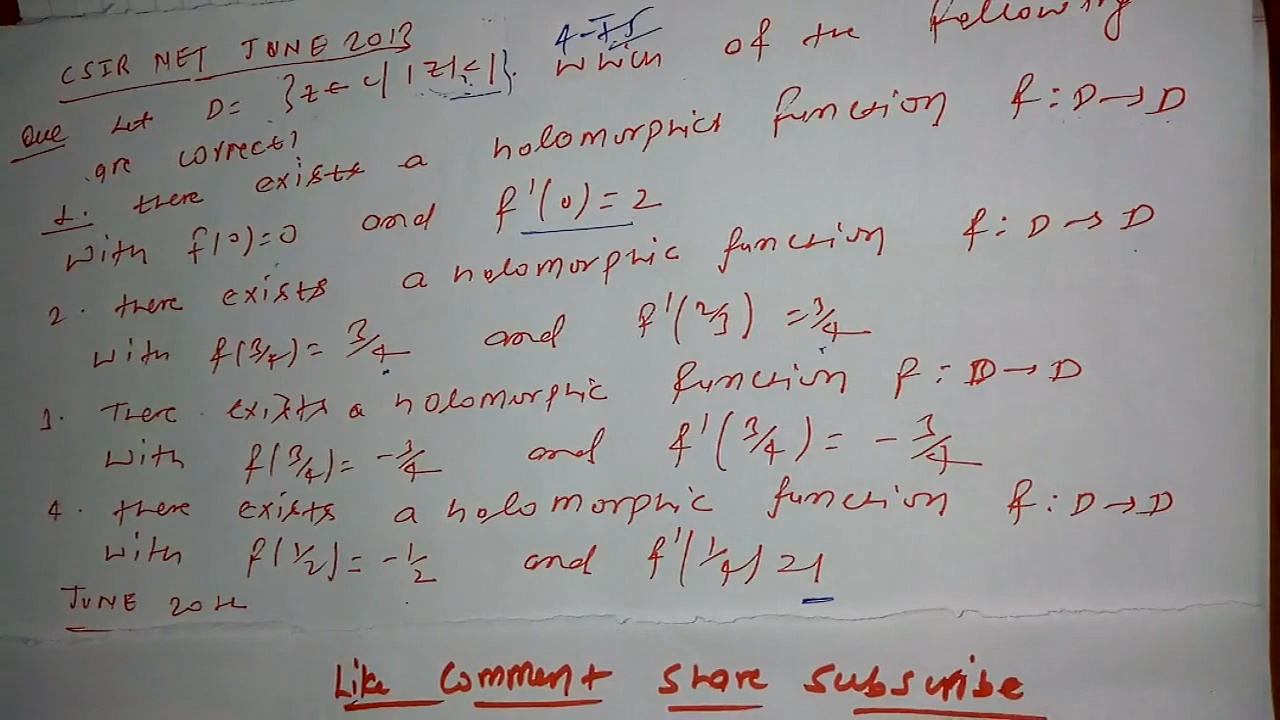 CSIR NET JUNE 2013
Que Let D= {z∈ C| |z|<1}. Which of the following
are correct?
1. there exists a holomorphic function f:D→D
with f(0)=0 and f'(0)=2
2. there exists a holomorphic function f:D→D
with f(3/4)= 3/4 and f'(2/3) =3/4
3. There exists a holomorphic function f:D→D
with f(3/4)= -3/4 and f'(3/4)= -3/4
4. there exists a holomorphic function f:D→D
with f(1/2)= -1/2 and f'(1/4)=1
JUNE
Like Comment Share Subscribe